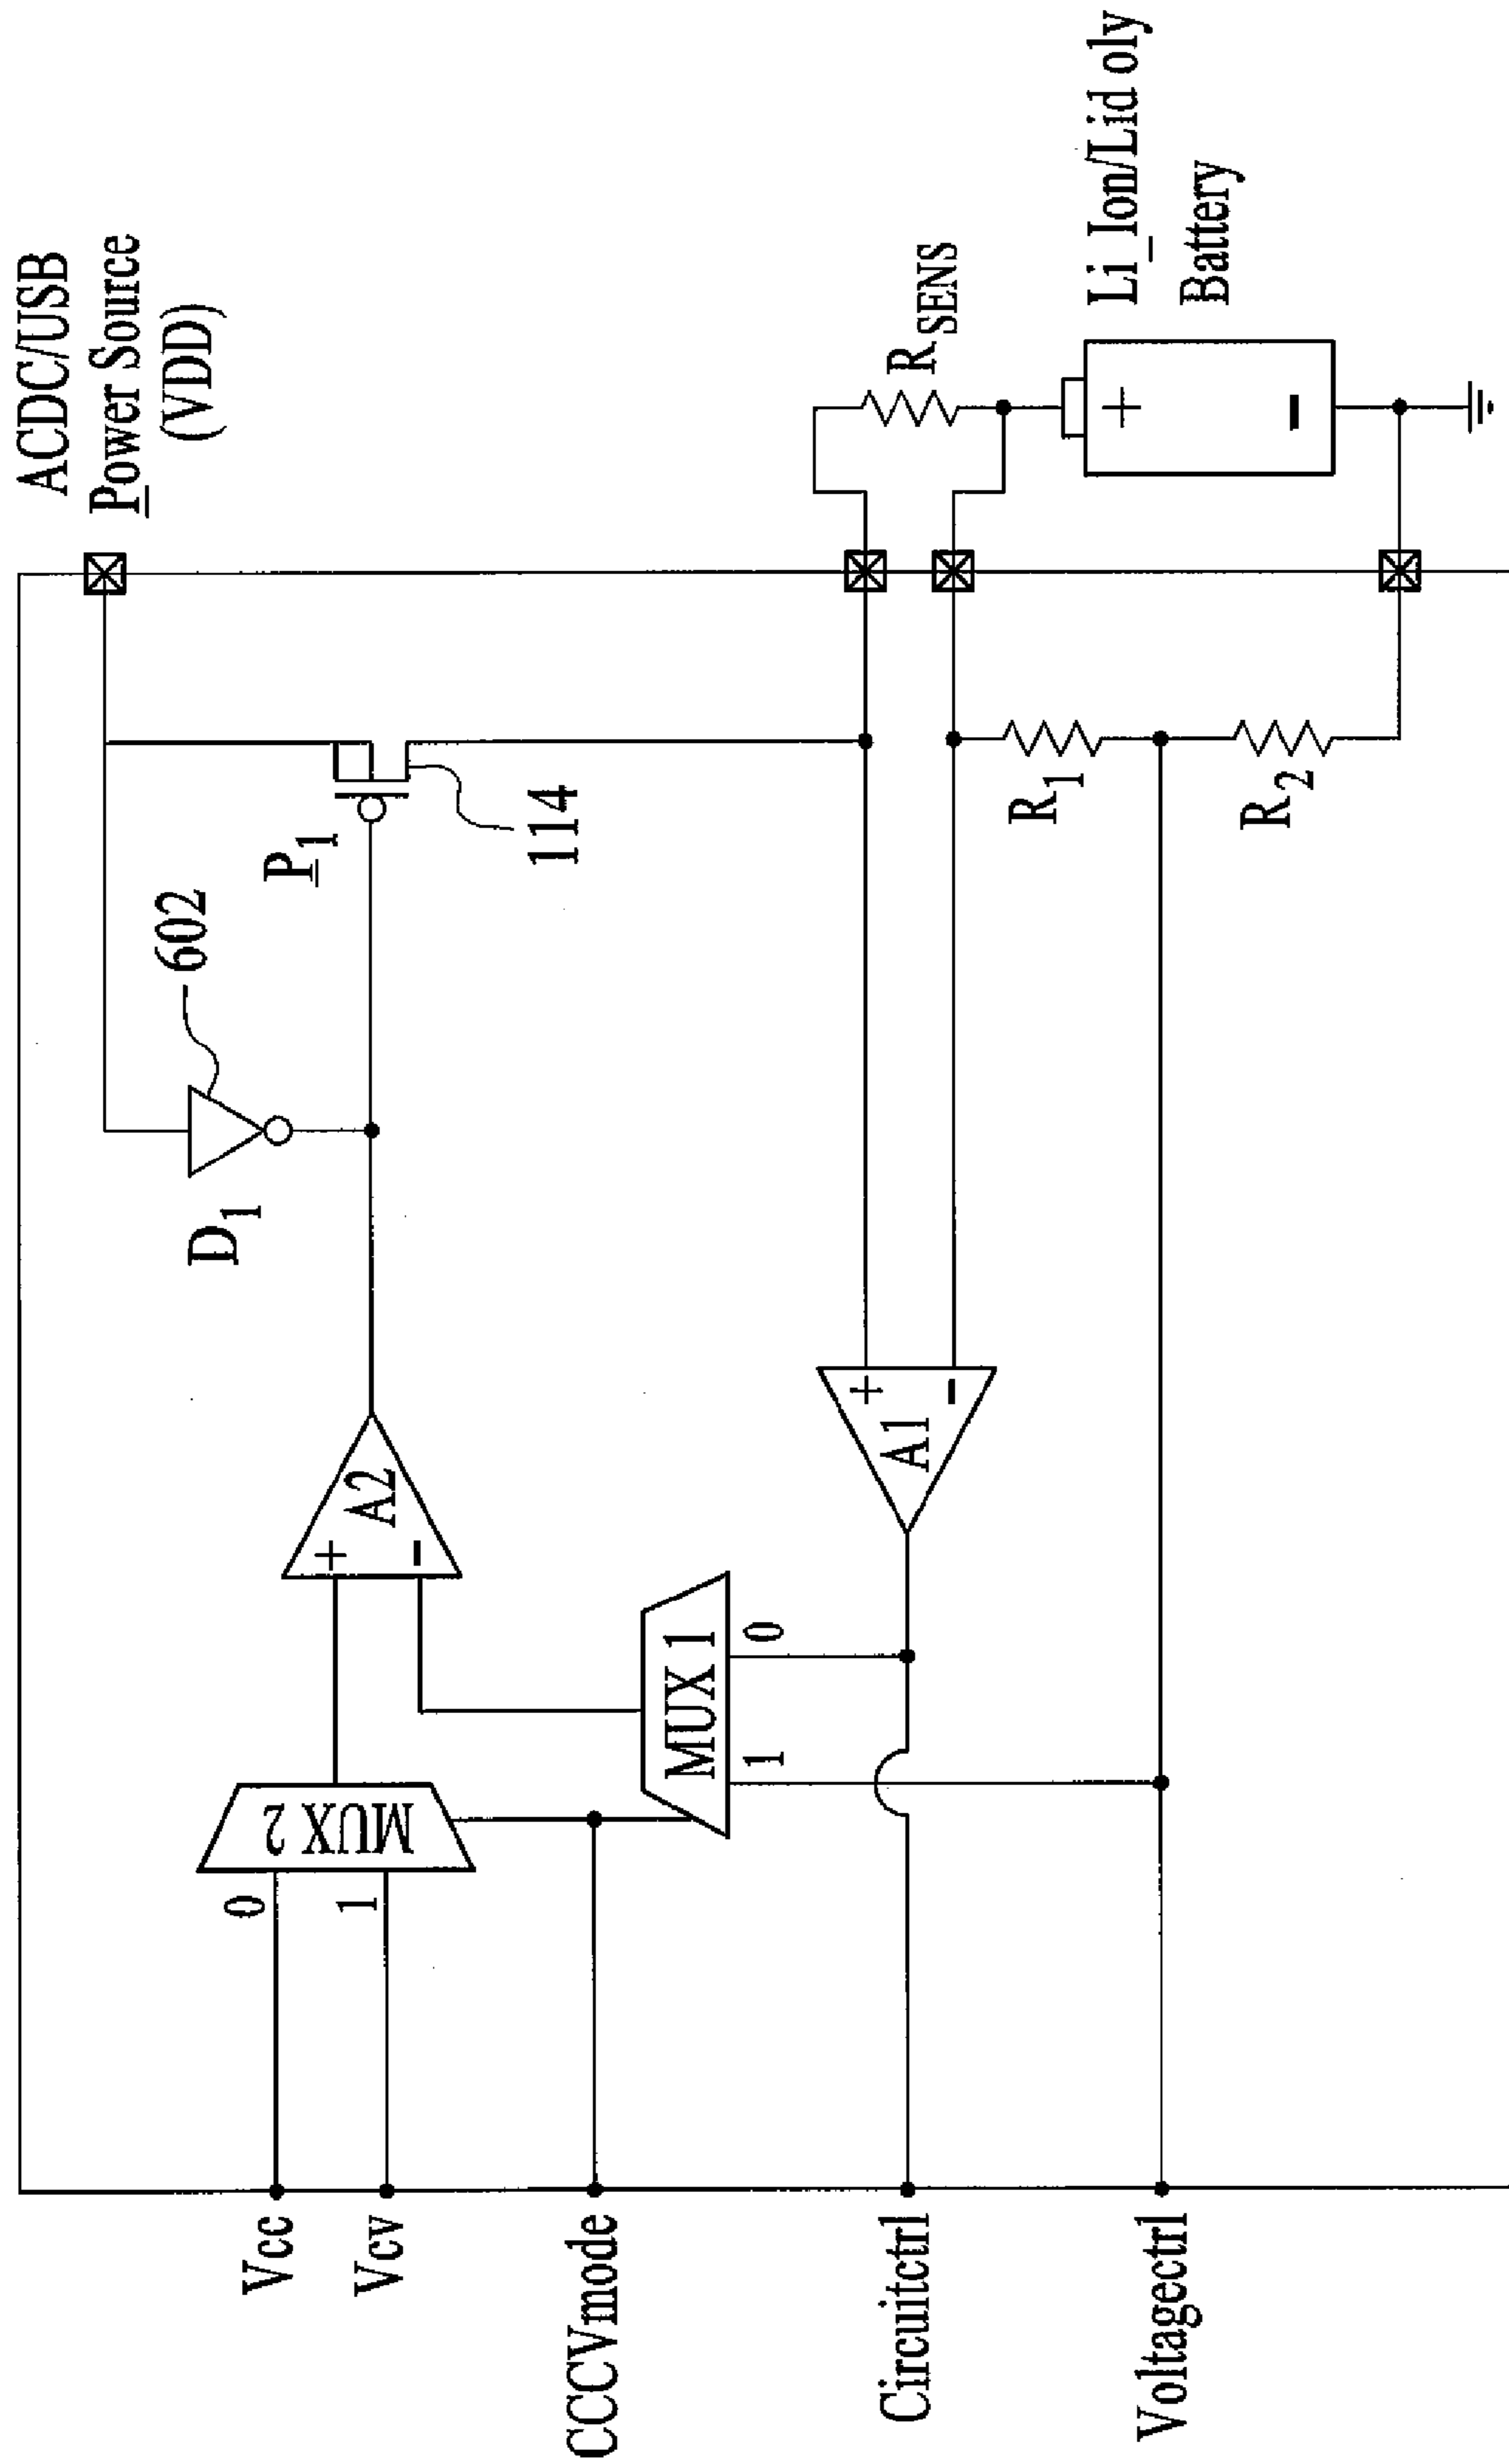 ACDC/USB
Power Source
(VDD)
D1
602
P1
114
A2
+
-
MUX 2
0
1
Vcc
Vcv
CCCVmode
MUX 1
1
0
A1
+
-
Circuitctrl
Voltagectrl
R1
R2
RSENS
+
-
Li_Ion/Lid oly
Battery